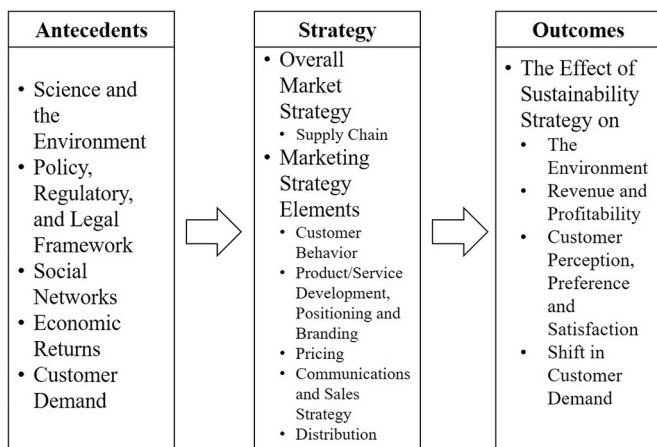 Antecedents
• Science and
the
Environment
• Policy,
Regulatory,
and Legal
Framework
• Social
Networks
• Economic
Returns
• Customer
Demand
Strategy
• Overall
Market
Strategy
• Supply Chain
• Marketing
Strategy
Elements
• Customer
Behavior
• Product/Service
Development,
Positioning and
Branding
• Pricing
• Communications
and Sales
Strategy
• Distribution
Outcomes
• The Effect of
Sustainability
Strategy on
• The
Environment
• Revenue and
Profitability
• Customer
Perception,
Preference
and
Satisfaction
• Shift in
Customer
Demand